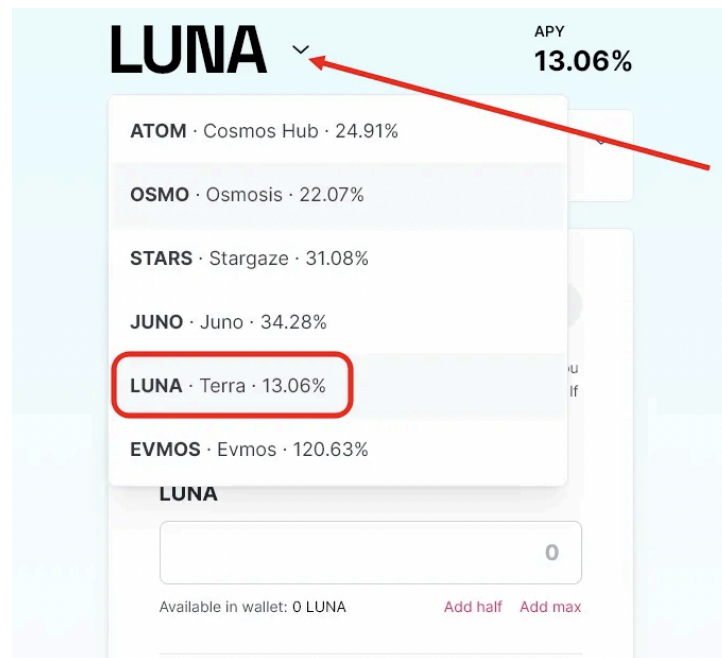 LUNA
APY
13.06%
ATOM · Cosmos Hub · 24.91%
OSMO · Osmosis · 22.07%
STARS · Stargaze · 31.08%
JUNO · Juno · 34.28%
LUNA · Terra · 13.06%
EVMOS · Evmos · 120.63%
LUNA
0
Available in wallet: 0 LUNA
Add half Add max